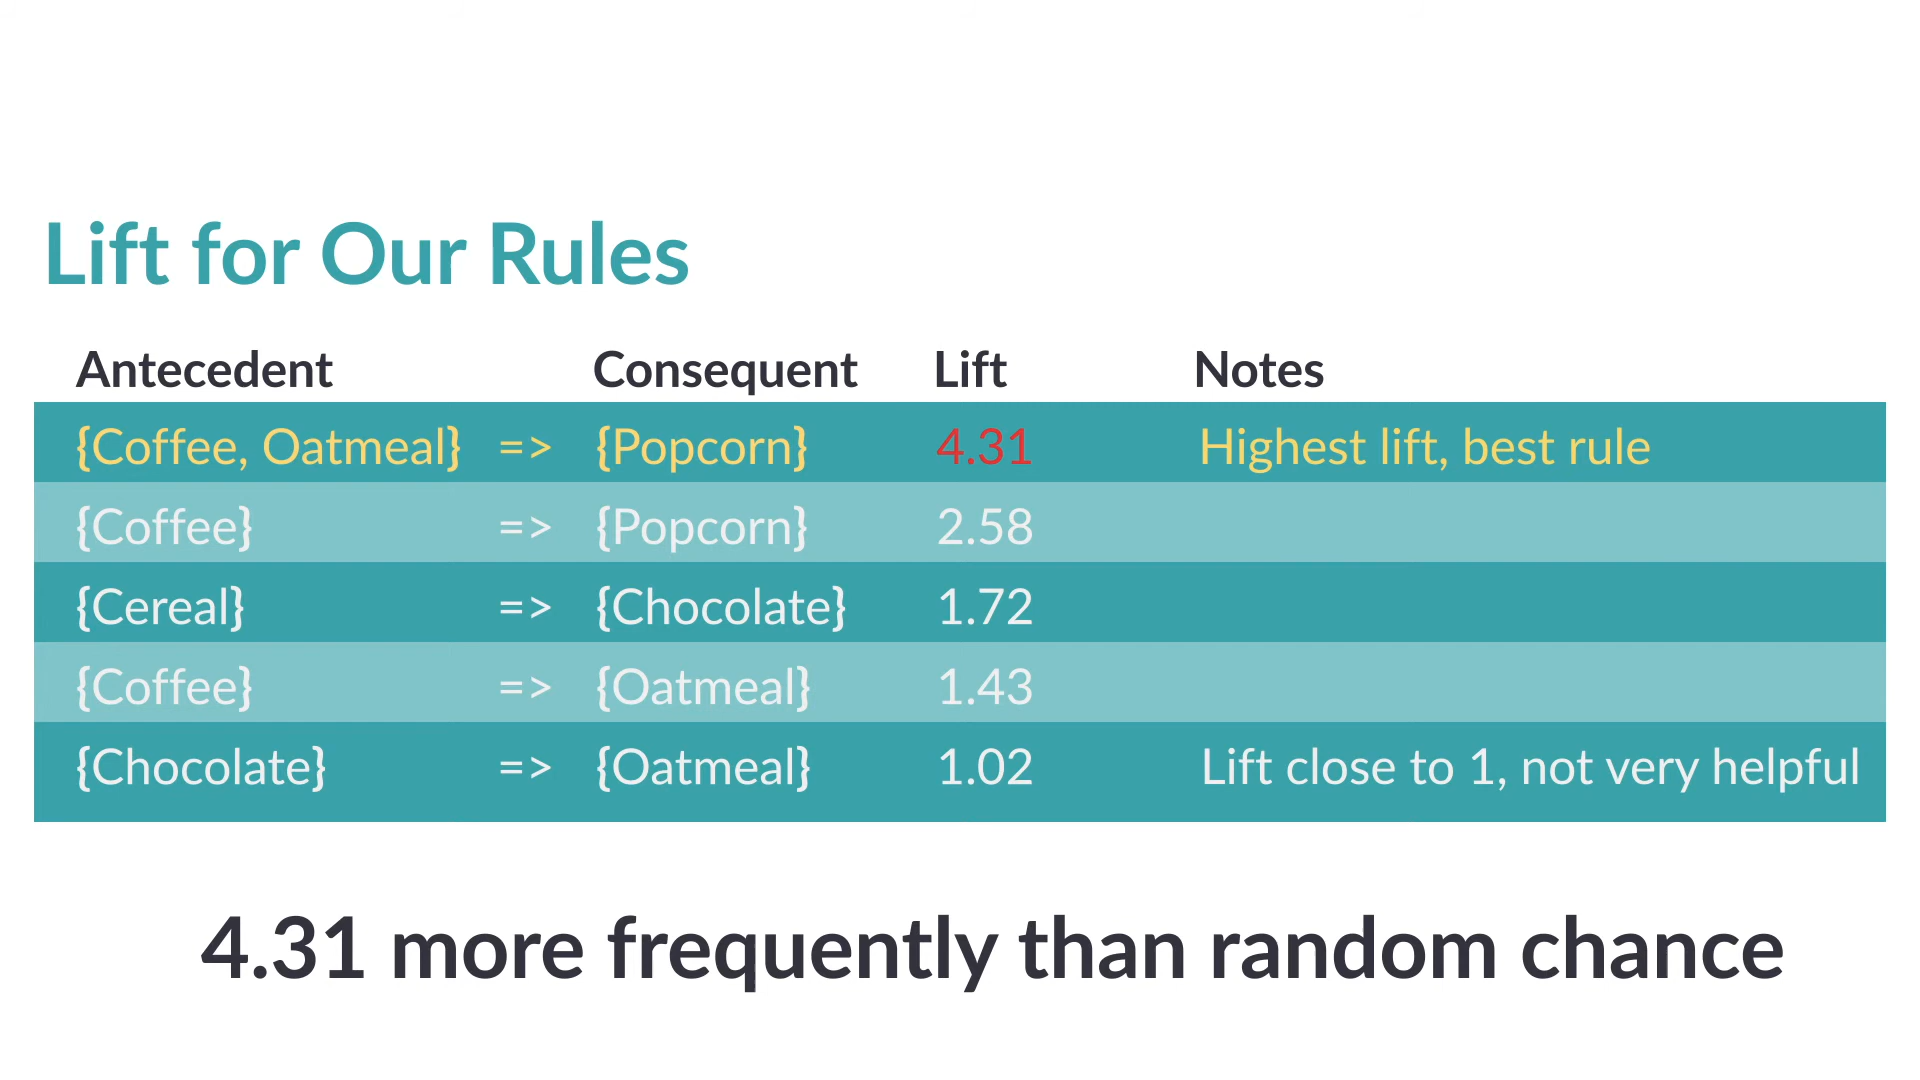 Lift for Our Rules
Antecedent Consequent Lift Notes
{Coffee, Oatmeal} => {Popcorn} 4.31 Highest lift, best rule
{Coffee} => {Popcorn} 2.58
{Cereal} => {Chocolate} 1.72
{Coffee} => {Oatmeal} 1.43
{Chocolate} => {Oatmeal} 1.02 Lift close to 1, not very helpful
4.31 more frequently than random chance